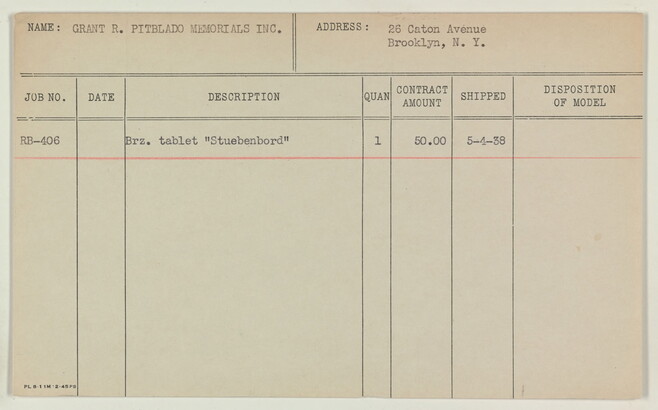 NAME: GRANT R. PITBLADO MEMORIALS INC.
ADDRESS: 26 Caton Avenue
Brooklyn, N. Y.
JOB NO. DATE DESCRIPTION QUAN CONTRACT AMOUNT SHIPPED DISPOSITION OF MODEL
RB-406 Brz. tablet "Stuebenbord" 1 50.00 5-4-38